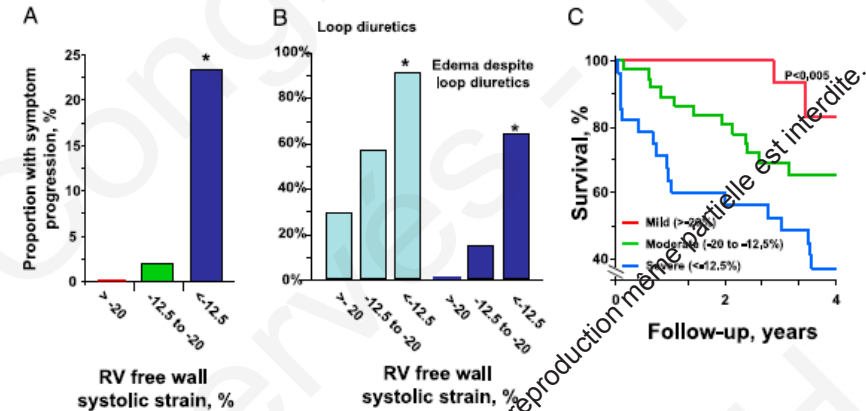 A
Proportion with symptom
progression, %
25
20
15
10
5
0
*
> -20
-12.5 to -20
<-12.5
RV free wall
systolic strain, %
B
Loop diuretics
100%
80%
60%
40%
20%
0%
*
Edema despite
loop diuretics
*
>- 20
-12.5 to -20
<-12.5
>-20
-12.5 to -20
<-12.5
RV free wall
systolic strain, %
C
Survival, %
100
80
60
40
P<0,005
Mild (>-20%)
Moderate (-20 to -12,5%)
Severe (<-12.5%)
0
2
4
Follow-up, years
reproduction même partielle est interdite.